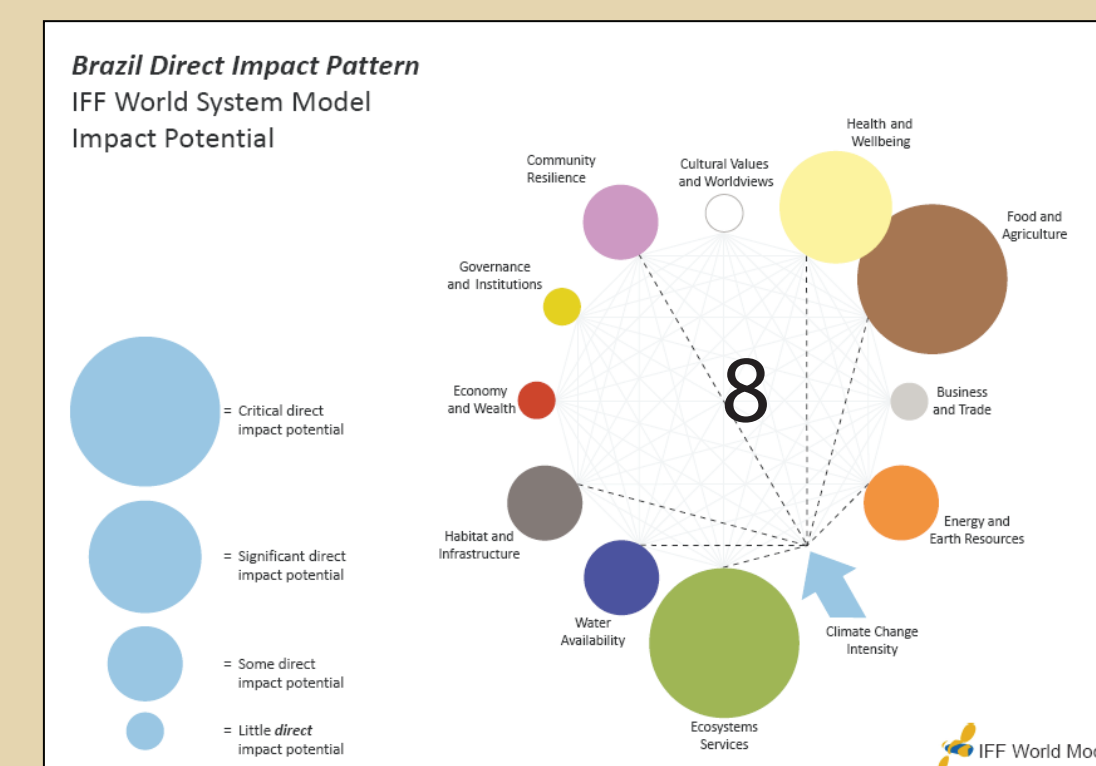 Brazil Direct Impact Pattern
IFF World System Model
Impact Potential
Health and
Wellbeing
Community
Resilience
Cultural Values
and Worldviews
Food and
Agriculture
Governance
and Institutions
8
Economy
and Wealth
Business
and Trade
= Critical direct
impact potential
Habitat and
Infrastructure
Energy and
Earth Resources
= Significant direct
impact potential
Water
Availability
Climate Change
Intensity
= Some direct
impact potential
Ecosystems
Services
= Little direct
impact potential
IFF World